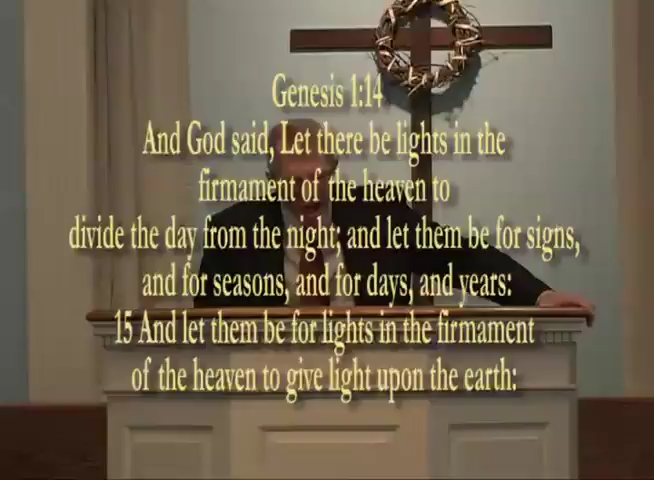 Genesis 1:14
And God said, Let there be lights in the
firmament of the heaven to
divide the day from the night; and let them be for signs,
and for seasons, and for days, and years:
15 And let them be for lights in the firmament
of the heaven to give light upon the earth: